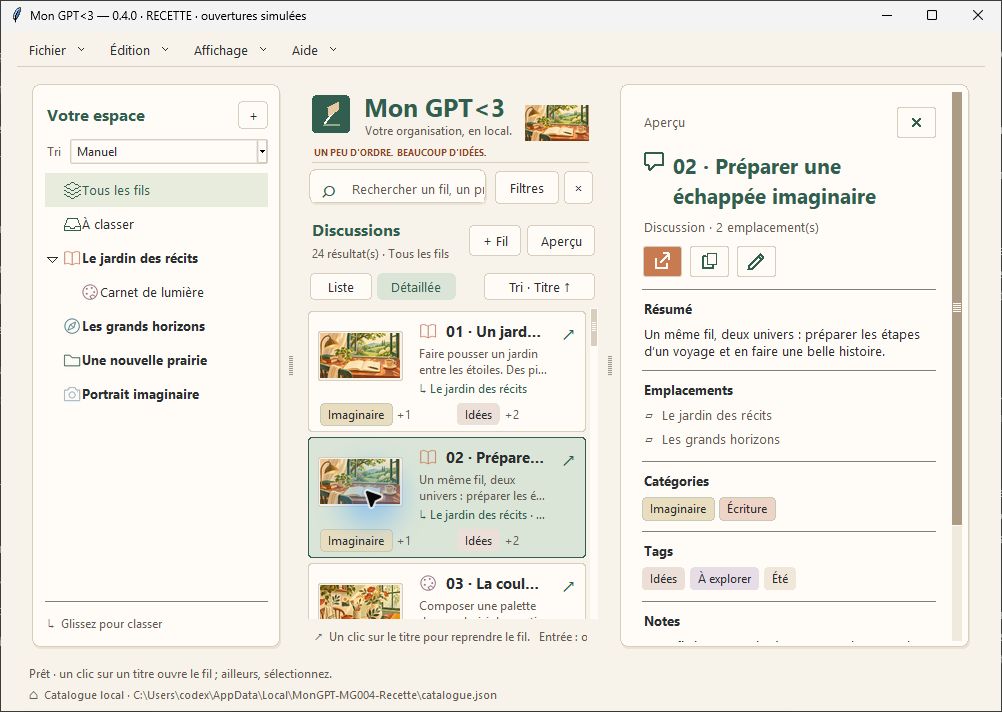 Mon GPT<3 — 0.4.0 · RECETTE · ouvertures simulées
Fichier Édition Affichage Aide
Votre espace
+
Tri Manuel
Tous les fils
À classer
Le jardin des récits
Carnet de lumière
Les grands horizons
Une nouvelle prairie
Portrait imaginaire
↳ Glissez pour classer
Mon GPT<3
Votre organisation, en local.
UN PEU D'ORDRE. BEAUCOUP D'IDÉES.
Rechercher un fil, un pr
Filtres
×
Discussions
24 résultat(s) · Tous les fils
+ Fil
Aperçu
Liste
Détaillée
Tri · Titre ↑
01 · Un jard... ↗
Faire pousser un jardin
entre les étoiles. Des pi...
↳ Le jardin des récits
Imaginaire +1 Idées +2
02 · Prépare... ↗
Un même fil, deux
univers : préparer les é...
↳ Le jardin des récits · ...
Imaginaire +1 Idées +2
03 · La coul... ↗
Composer une palette
↗ Un clic sur le titre pour reprendre le fil. Entrée : o
Aperçu
×
02 · Préparer une
échappée imaginaire
Discussion · 2 emplacement(s)
Résumé
Un même fil, deux univers : préparer les étapes
d'un voyage et en faire une belle histoire.
Emplacements
Le jardin des récits
Les grands horizons
Catégories
Imaginaire Écriture
Tags
Idées À explorer Été
Notes
Prêt · un clic sur un titre ouvre le fil ; ailleurs, sélectionnez.
⌂ Catalogue local · C:\Users\codex\AppData\Local\MonGPT-MG004-Recette\catalogue.json